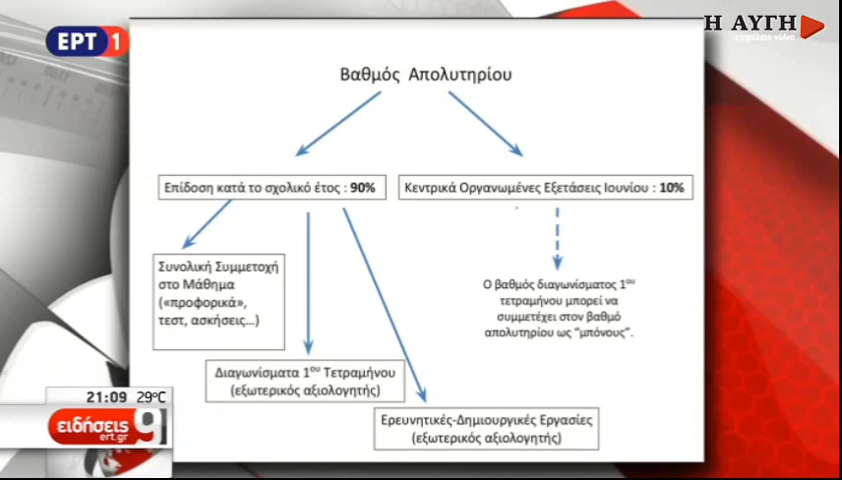 ΕΡΤ 1
Η ΑΥΓΗ
Βαθμός Απολυτηρίου
Επίδοση κατά το σχολικό έτος : 90%
Κεντρικά Οργανωμένες Εξετάσεις Ιουνίου : 10%
Συνολική Συμμετοχή
στο Μάθημα
(«προφορικά»,
τεστ, ασκήσεις...)
Ο βαθμός διαγωνίσματος 1ου
τετραμήνου μπορεί να
συμμετέχει στον βαθμό
απολυτηρίου ως "μπόνους".
Διαγωνίσματα 1ου Τετραμήνου
(εξωτερικός αξιολογητής)
Ερευνητικές-Δημιουργικές Εργασίες
(εξωτερικός αξιολογητής)
21:09 29°C
ειδήσεις 9
ert.gr